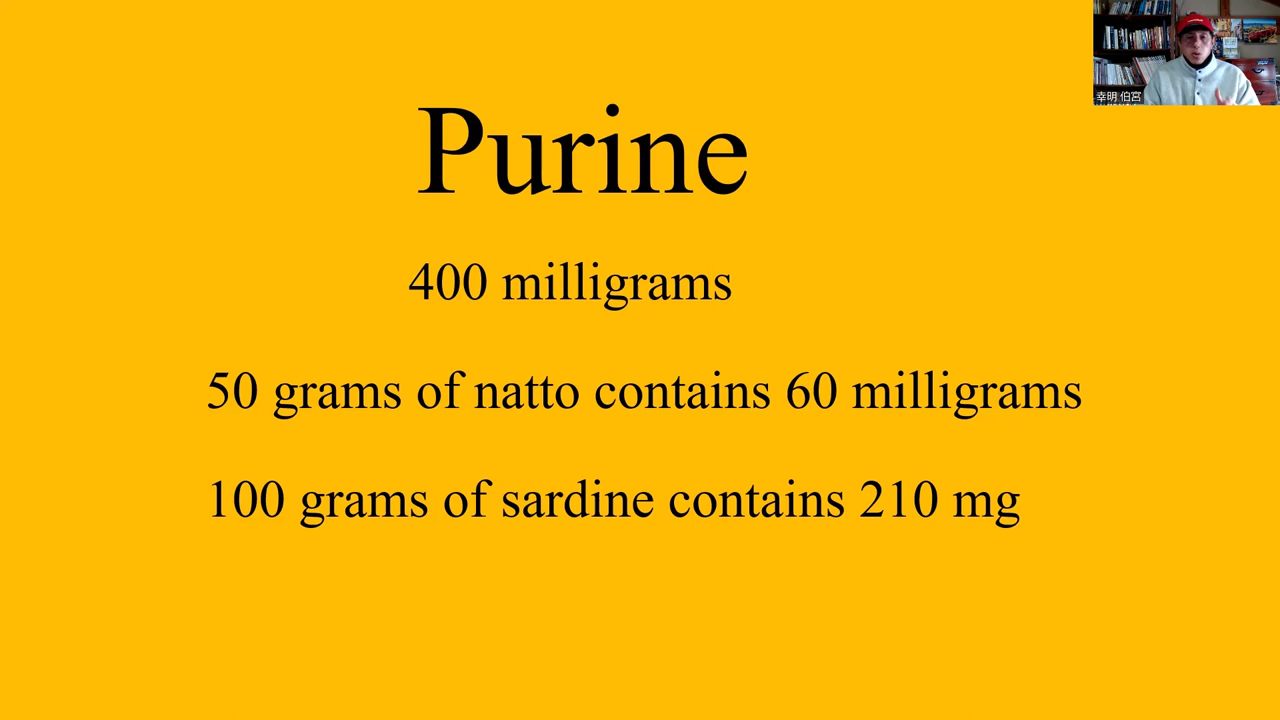 Purine
400 milligrams
50 grams of natto contains 60 milligrams
100 grams of sardine contains 210 mg
幸明 伯宮